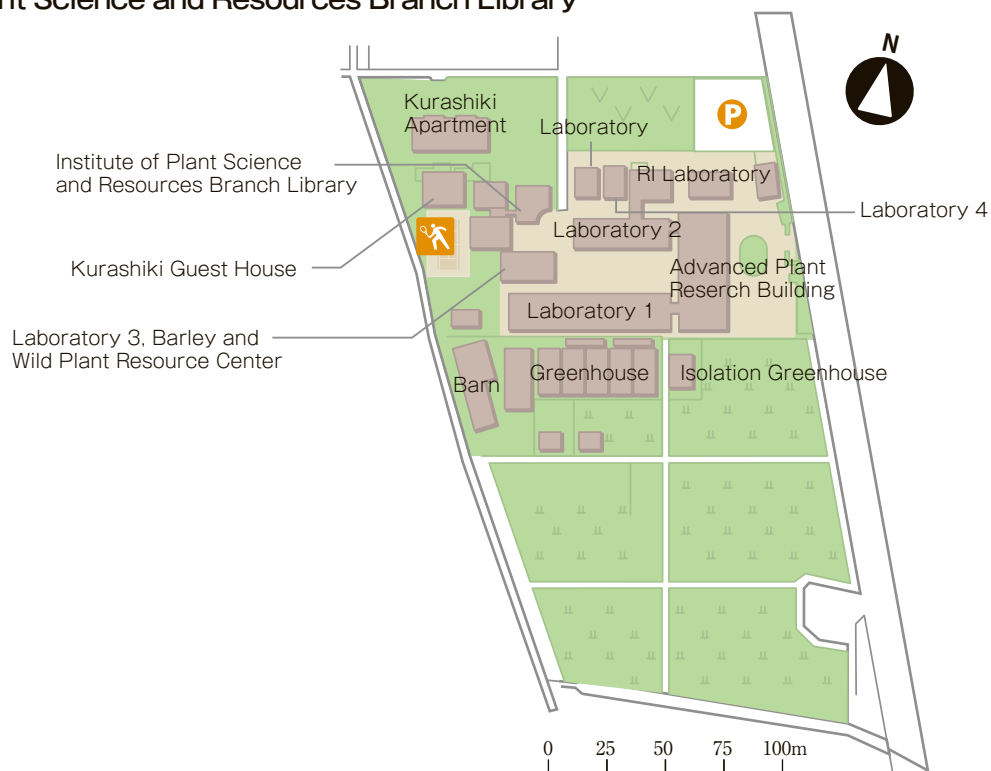 nt Science and Resources Branch Library
N
Kurashiki
Apartment
Laboratory
P
Institute of Plant Science
and Resources Branch Library
RI Laboratory
Laboratory 4
Laboratory 2
Kurashiki Guest House
Advanced Plant
Reserch Building
Laboratory 1
Laboratory 3, Barley and
Wild Plant Resource Center
Barn
Greenhouse
Isolation Greenhouse
0 25 50 75 100m